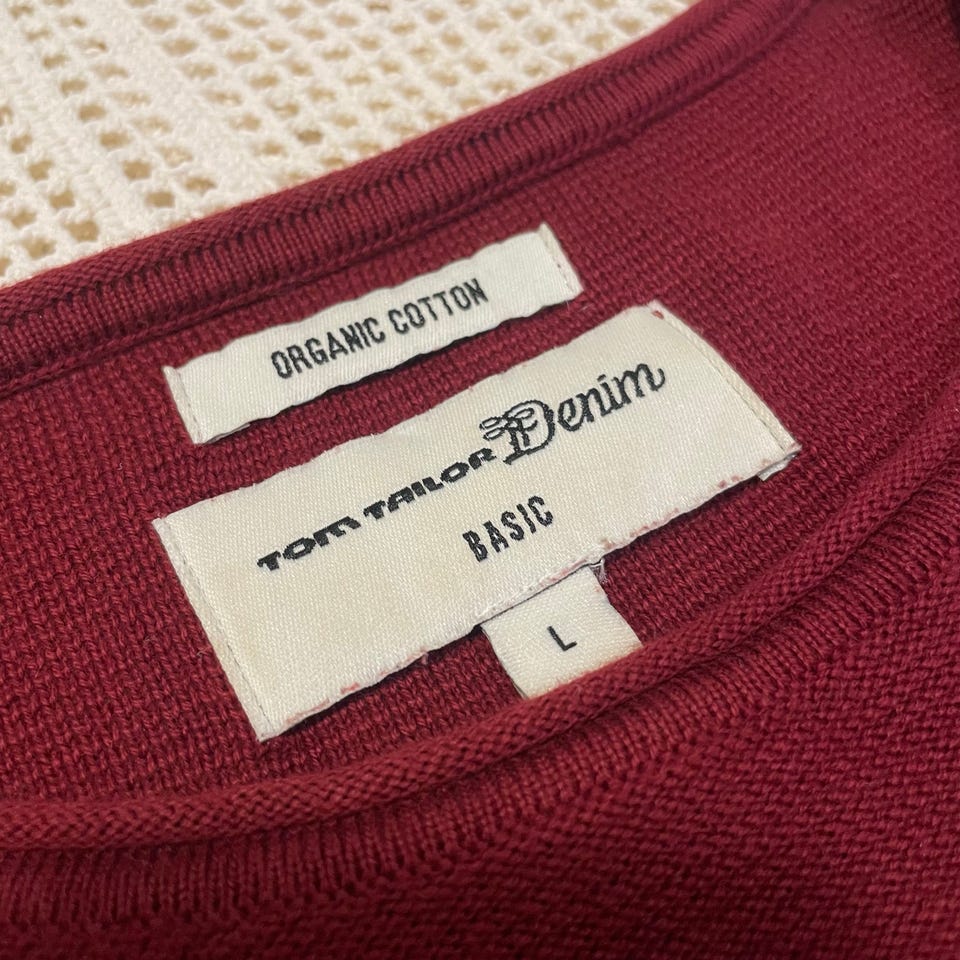 ORGANIC COTTON
TOM TAILOR Denim
BASIC
L